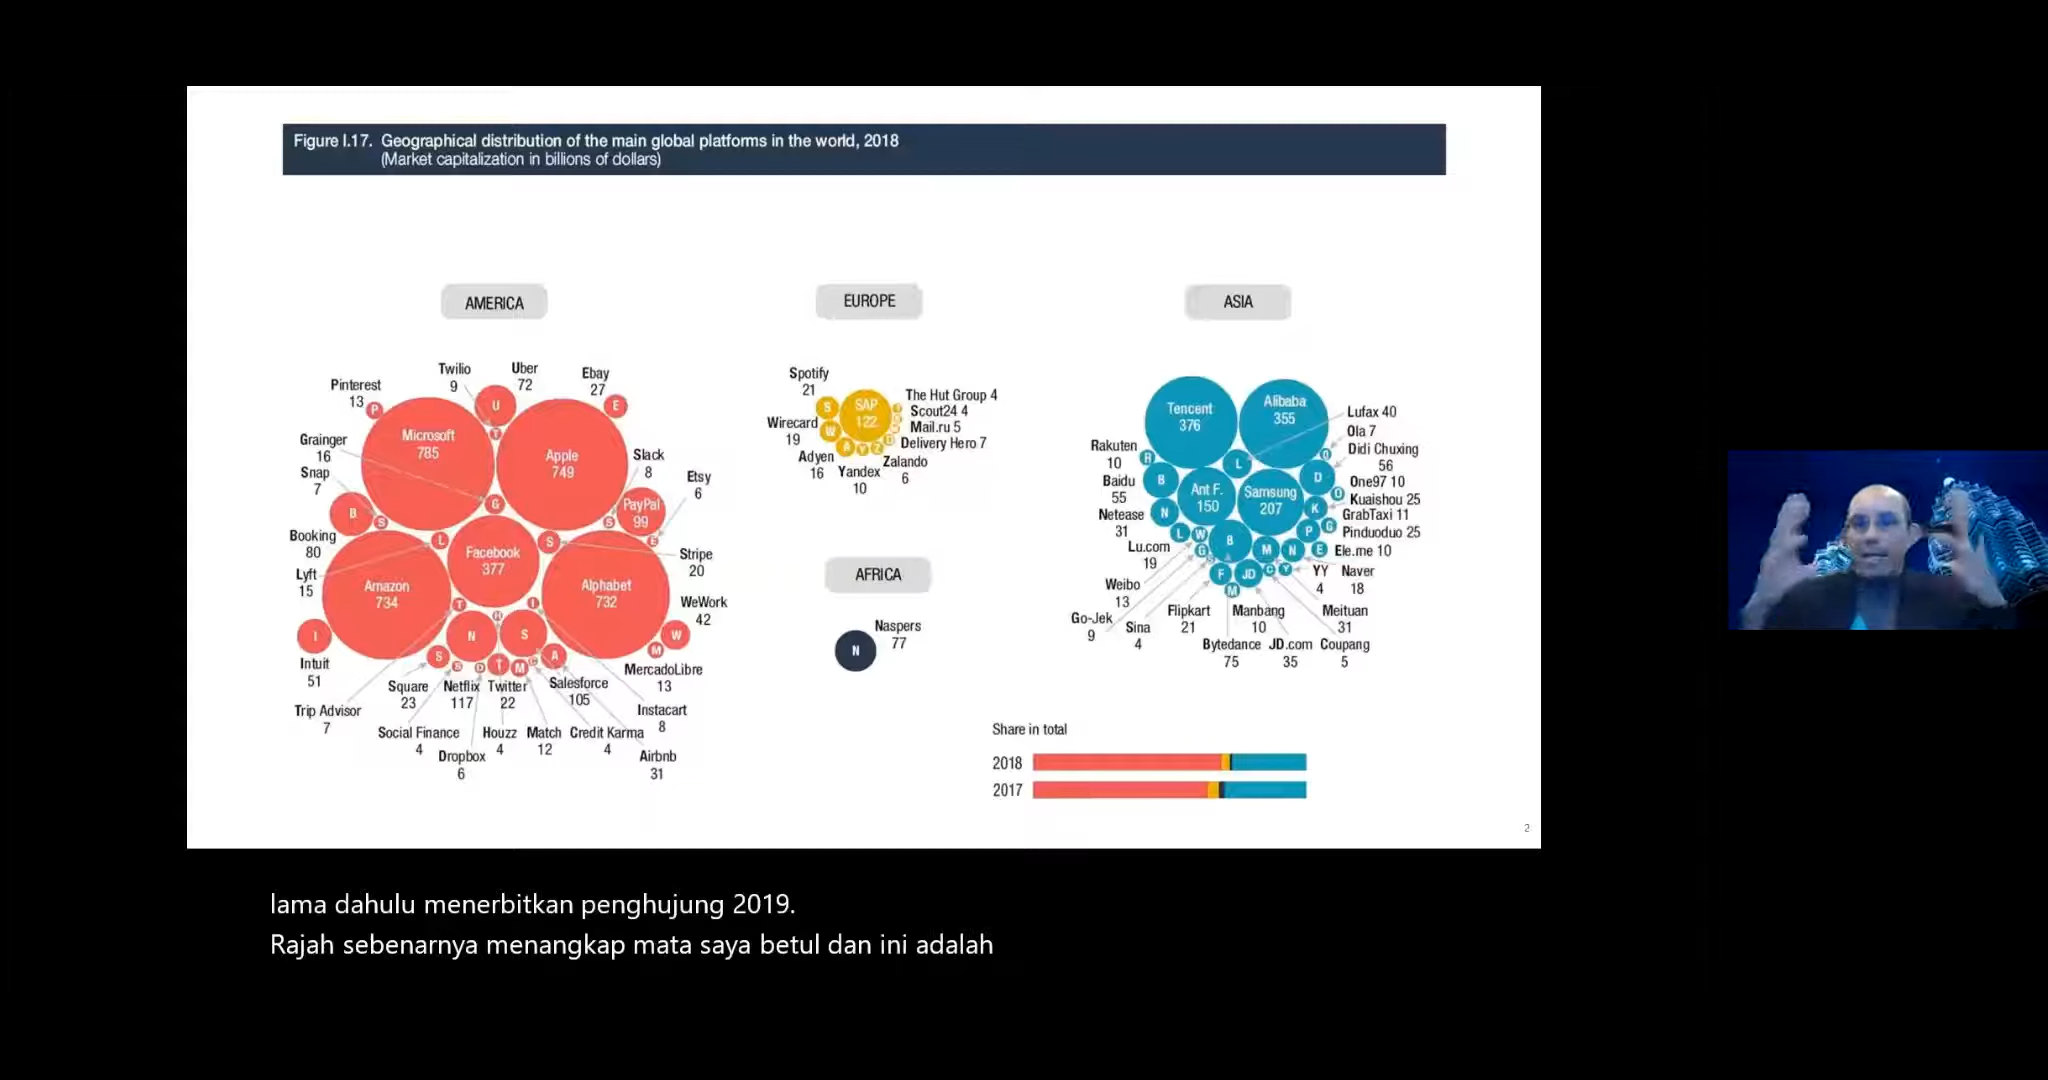 Figure I.17. Geographical distribution of the main global platforms in the world, 2018
(Market capitalization in billions of dollars)
AMERICA
EUROPE
ASIA
Twilio
9
Uber
72
Ebay
27
Pinterest
13
P
U
E
T
Microsoft
785
Apple
749
Grainger
16
Snap
7
Slack
8
Etsy
6
B
S
G
S
PayPal
99
E
Booking
80
L
S
Facebook
377
Stripe
20
Lyft
15
Amazon
734
Alphabet
732
WeWork
42
T
H
I
I
N
S
W
M
Intuit
51
S
S
D
T
M
C
A
MercadoLibre
13
Square
23
Netflix
117
Twitter
22
Salesforce
105
Trip Advisor
7
Instacart
8
Social Finance
4
Houzz
4
Match
12
Credit Karma
4
Dropbox
6
Airbnb
31
Spotify
21
S
SAP
122
The Hut Group 4
Scout24 4
Mail.ru 5
Delivery Hero 7
Wirecard
19
W
A
Y
Z
D
Adyen
16
Yandex
10
Zalando
6
AFRICA
Naspers
77
N
Tencent
376
Alibaba
355
Lufax 40
Ola 7
Didi Chuxing
56
One97 10
Kuaishou 25
GrabTaxi 11
Pinduoduo 25
Ele.me 10
Rakuten
10
R
L
O
Baidu
55
B
Ant F.
150
Samsung
207
D
O
K
Netease
31
N
L
W
G
S
B
M
N
P
G
E
Lu.com
19
F
JD
C
Y
M
YY
4
Naver
18
Weibo
13
Go-Jek
9
Sina
4
Flipkart
21
Manbang
10
Meituan
31
Bytedance
75
JD.com
35
Coupang
5
Share in total
2018
2017
2
lama dahulu menerbitkan penghujung 2019.
Rajah sebenarnya menangkap mata saya betul dan ini adalah